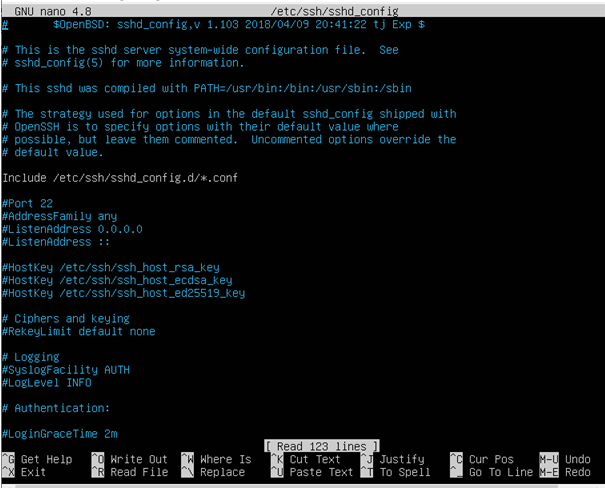 GNU nano 4.8 /etc/ssh/sshd_config
# $OpenBSD: sshd_config,v 1.103 2018/04/09 20:41:22 tj Exp $
# This is the sshd server system-wide configuration file. See
# sshd_config(5) for more information.
# This sshd was compiled with PATH=/usr/bin:/bin:/usr/sbin:/sbin
# The strategy used for options in the default sshd_config shipped with
# OpenSSH is to specify options with their default value where
# possible, but leave them commented. Uncommented options override the
# default value.
Include /etc/ssh/sshd_config.d/*.conf
#Port 22
#AddressFamily any
#ListenAddress 0.0.0.0
#ListenAddress ::
#HostKey /etc/ssh/ssh_host_rsa_key
#HostKey /etc/ssh/ssh_host_ecdsa_key
#HostKey /etc/ssh/ssh_host_ed25519_key
# Ciphers and keying
#RekeyLimit default none
# Logging
#SyslogFacility AUTH
#LogLevel INFO
# Authentication:
#LoginGraceTime 2m
[ Read 123 lines ]
^G Get Help ^O Write Out ^W Where Is ^K Cut Text ^J Justify ^C Cur Pos M-U Undo
^X Exit ^R Read File ^\ Replace ^U Paste Text ^T To Spell ^_ Go To Line M-E Redo